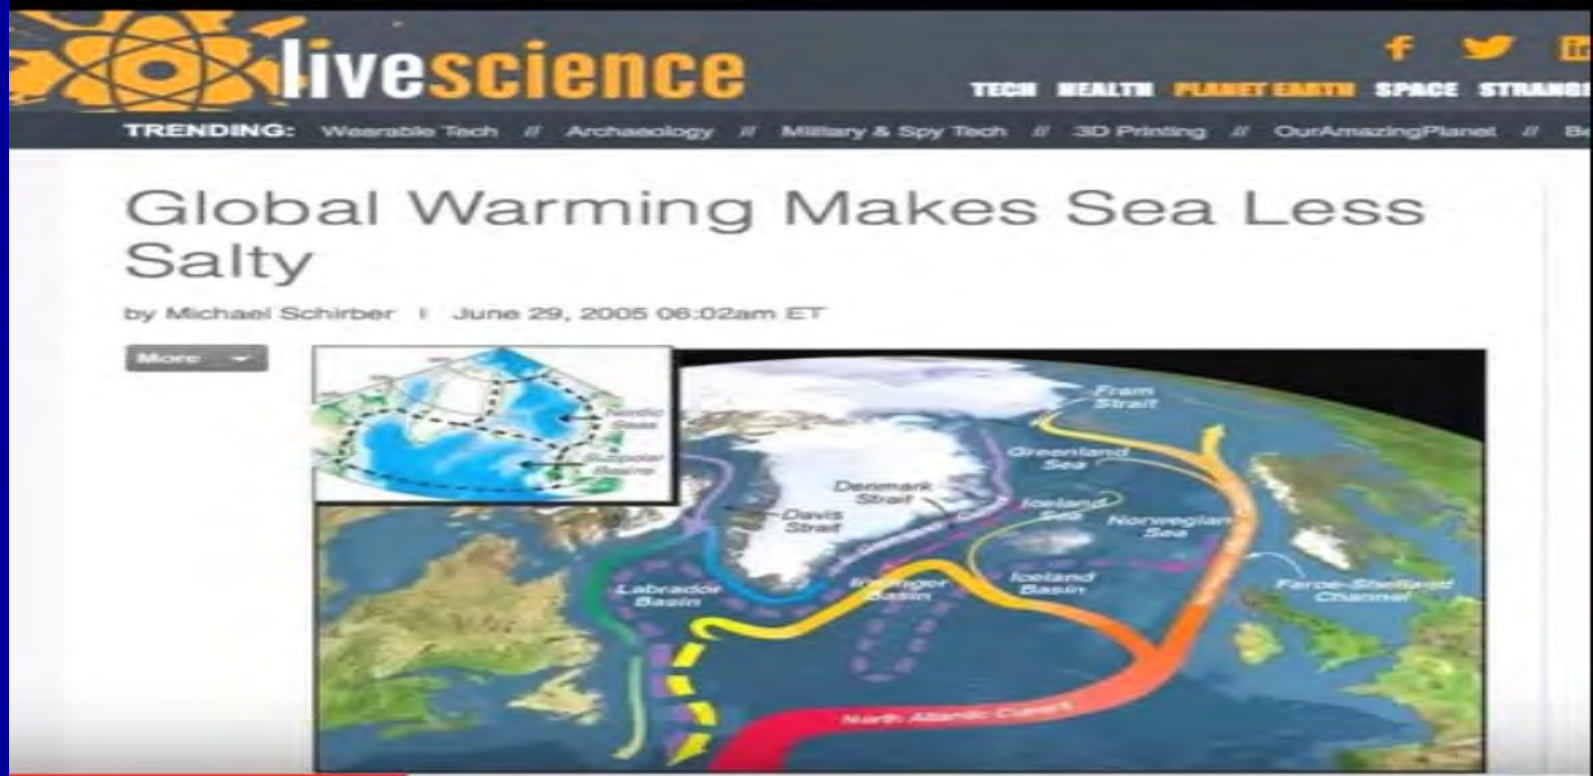 livescience
TECH HEALTH PLANET EARTH SPACE STRANGE
TRENDING: Wearable Tech // Archaeology // Military & Spy Tech // 3D Printing // OurAmazingPlanet //
Global Warming Makes Sea Less
Salty
by Michael Schirber | June 29, 2005 06:02am ET
More
Nordic
Seas
Subpolar
Basins
Fram
Strait
Greenland
Sea
Denmark
Strait
Davis
Strait
Iceland
Sea
Norwegian
Sea
Labrador
Basin
Basin
Iceland
Basin
Faroe-Shetland
Channel
North Atlantic Current